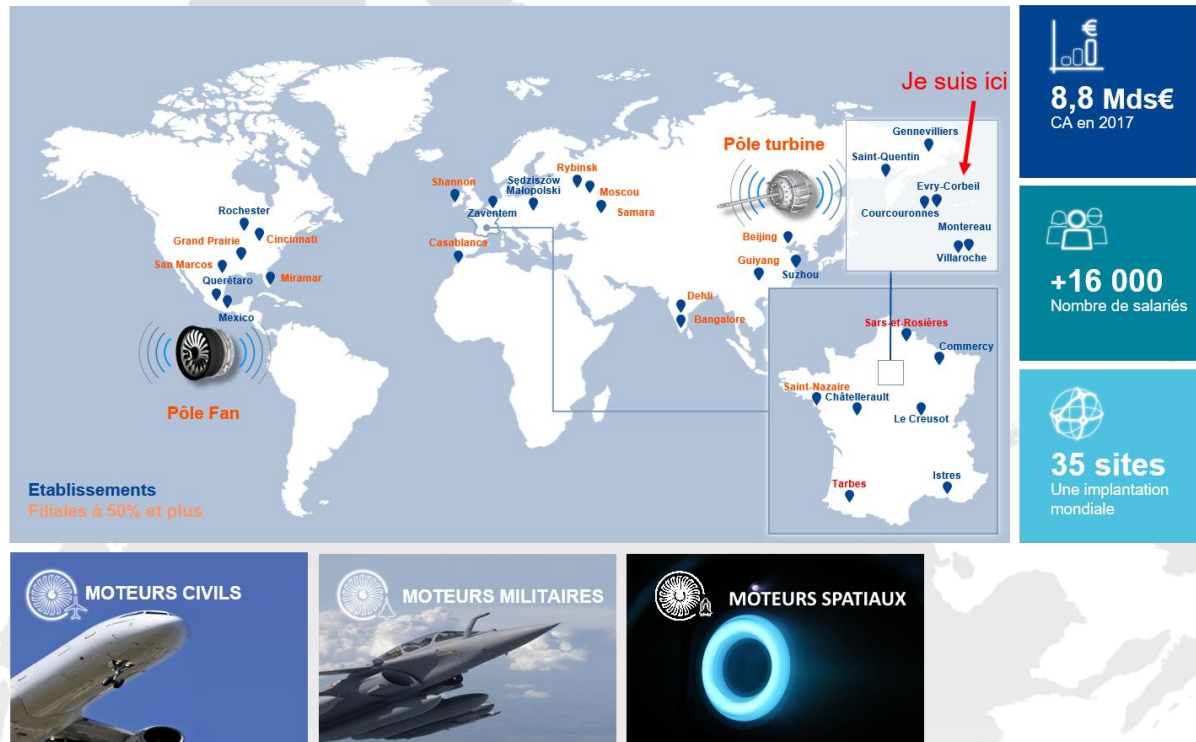 Je suis ici
Pôle turbine
Gennevilliers
Saint-Quentin
Evry-Corbeil
Courcouronnes
Montereau
Villaroche
Shannon
Sędziszów
Małopolski
Zaventem
Rybinsk
Moscou
Samara
Rochester
Cincinnati
Grand Prairie
San Marcos
Querêtaro
Miramar
Mexico
Casablanca
Beijing
Guiyang
Suzhou
Dehli
Bangalore
Pôle Fan
Sars-et-Rosières
Commercy
Saint-Nazaire
Châtellerault
Le Creusot
Istres
Tarbes
Etablissements
Filiales à 50% et plus
€
8,8 Mds€
CA en 2017
+16 000
Nombre de salariés
35 sites
Une implantation
mondiale
MOTEURS CIVILS
MOTEURS MILITAIRES
MOTEURS SPATIAUX